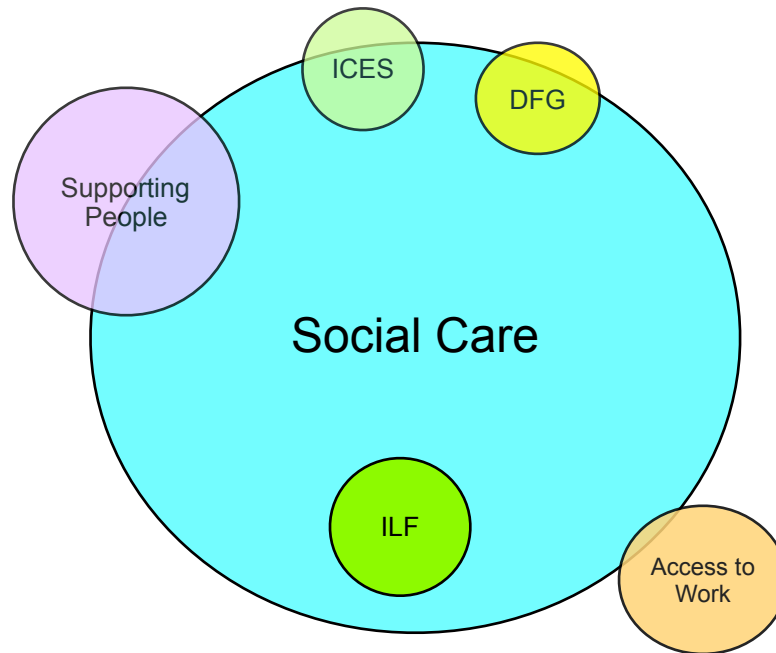 ICES
DFG
Supporting
People
Social Care
ILF
Access to
Work